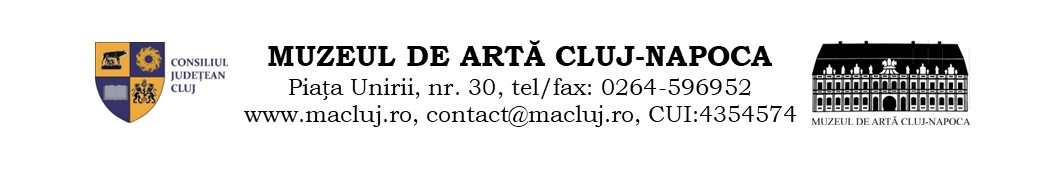 CONSILIUL
JUDEȚEAN
CLUJ
MUZEUL DE ARTĂ CLUJ-NAPOCA
Piața Unirii, nr. 30, tel/fax: 0264-596952
www.macluj.ro, contact@macluj.ro, CUI:4354574
MUZEUL DE ARTĂ CLUJ-NAPOCA